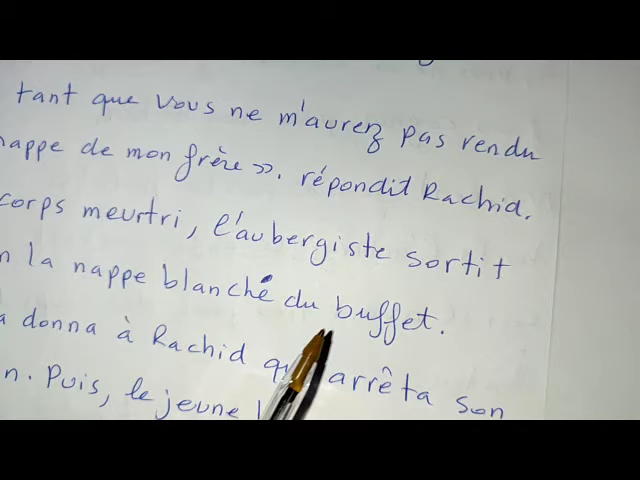 tant que vous ne m'aurez pas rendu
nappe de mon frère ». répondit Rachid.
corps meurtri, l'aubergiste sortit
la nappe blanche du buffet.
donna à Rachid arrêta son
Puis, le jeune